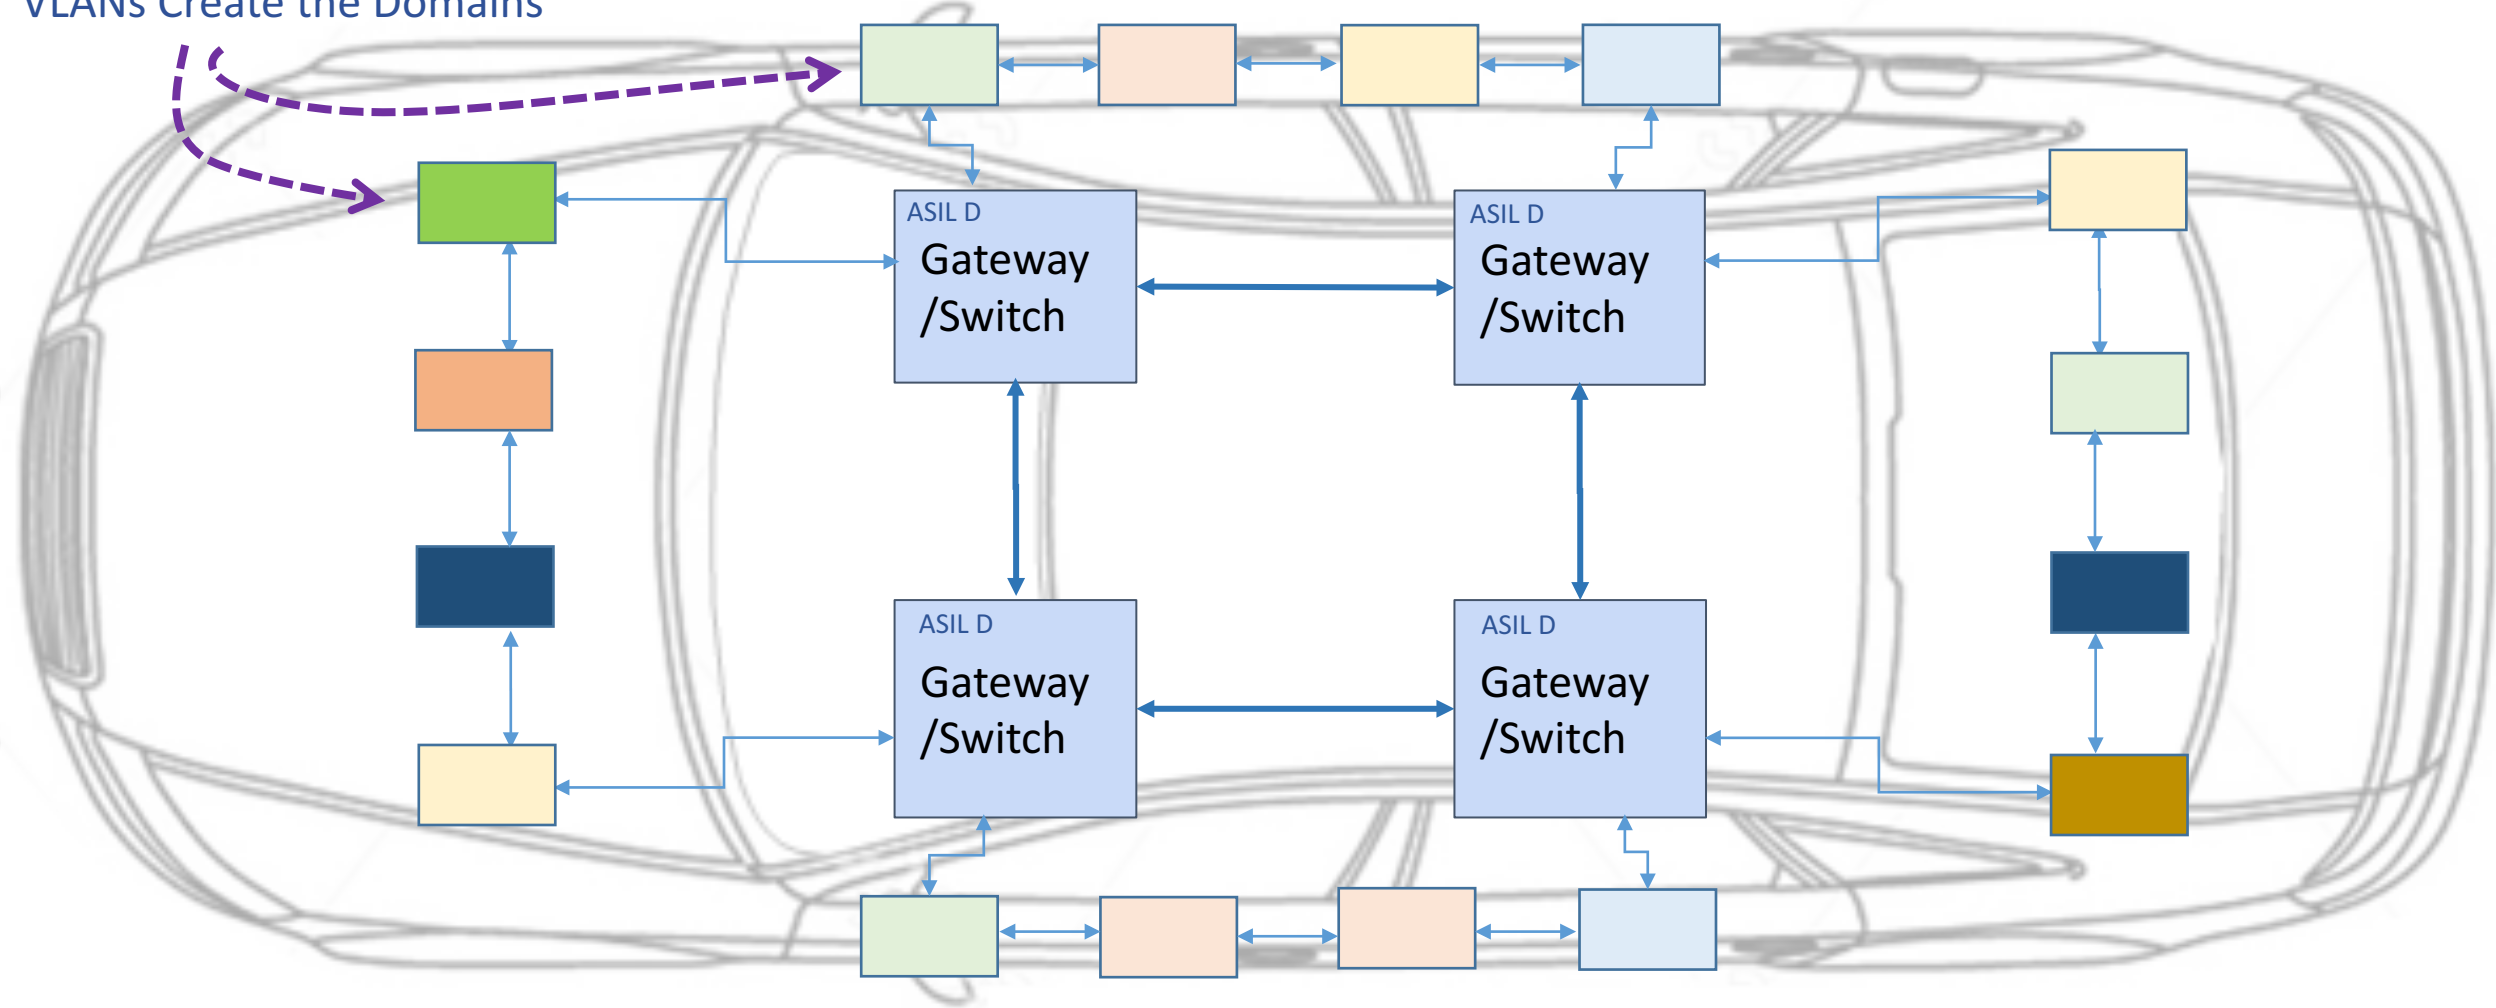 VLANs Create the Domains
ASIL D
Gateway
/Switch
ASIL D
Gateway
/Switch
ASIL D
Gateway
/Switch
ASIL D
Gateway
/Switch